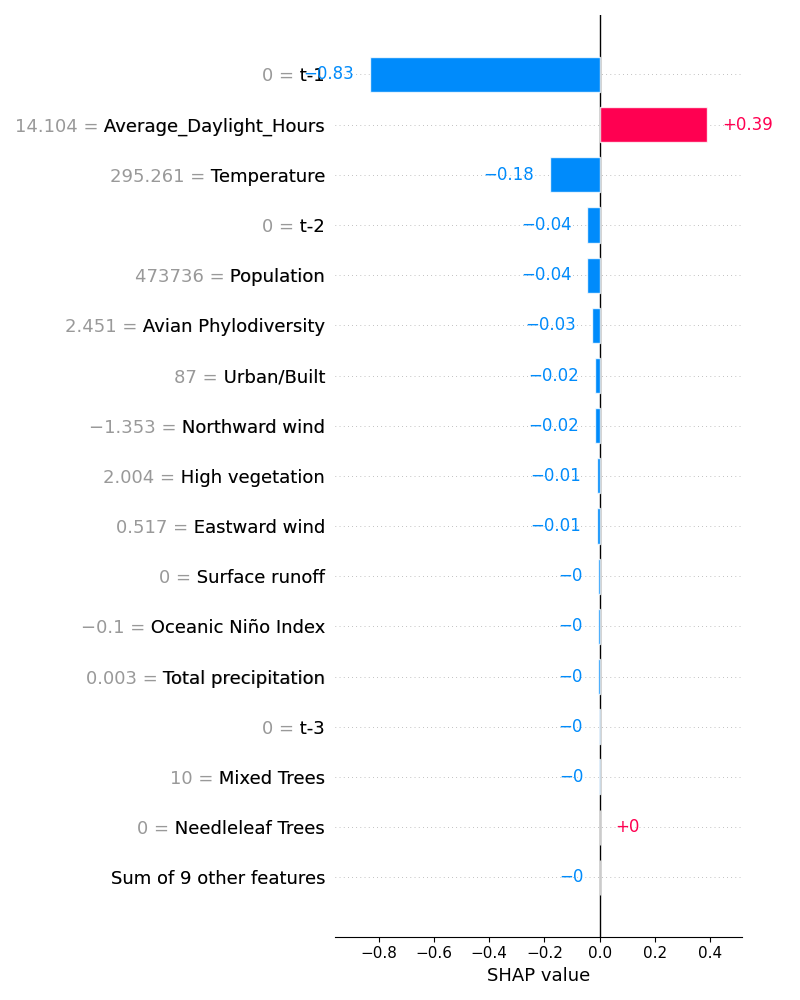 0 = t-1 −0.83
14.104 = Average_Daylight_Hours +0.39
295.261 = Temperature −0.18
0 = t-2 −0.04
473736 = Population −0.04
2.451 = Avian Phylodiversity −0.03
87 = Urban/Built −0.02
−1.353 = Northward wind −0.02
2.004 = High vegetation −0.01
0.517 = Eastward wind −0.01
0 = Surface runoff −0
−0.1 = Oceanic Niño Index −0
0.003 = Total precipitation −0
0 = t-3 −0
10 = Mixed Trees −0
0 = Needleleaf Trees +0
Sum of 9 other features −0
−0.8 −0.6 −0.4 −0.2 0.0 0.2 0.4
SHAP value